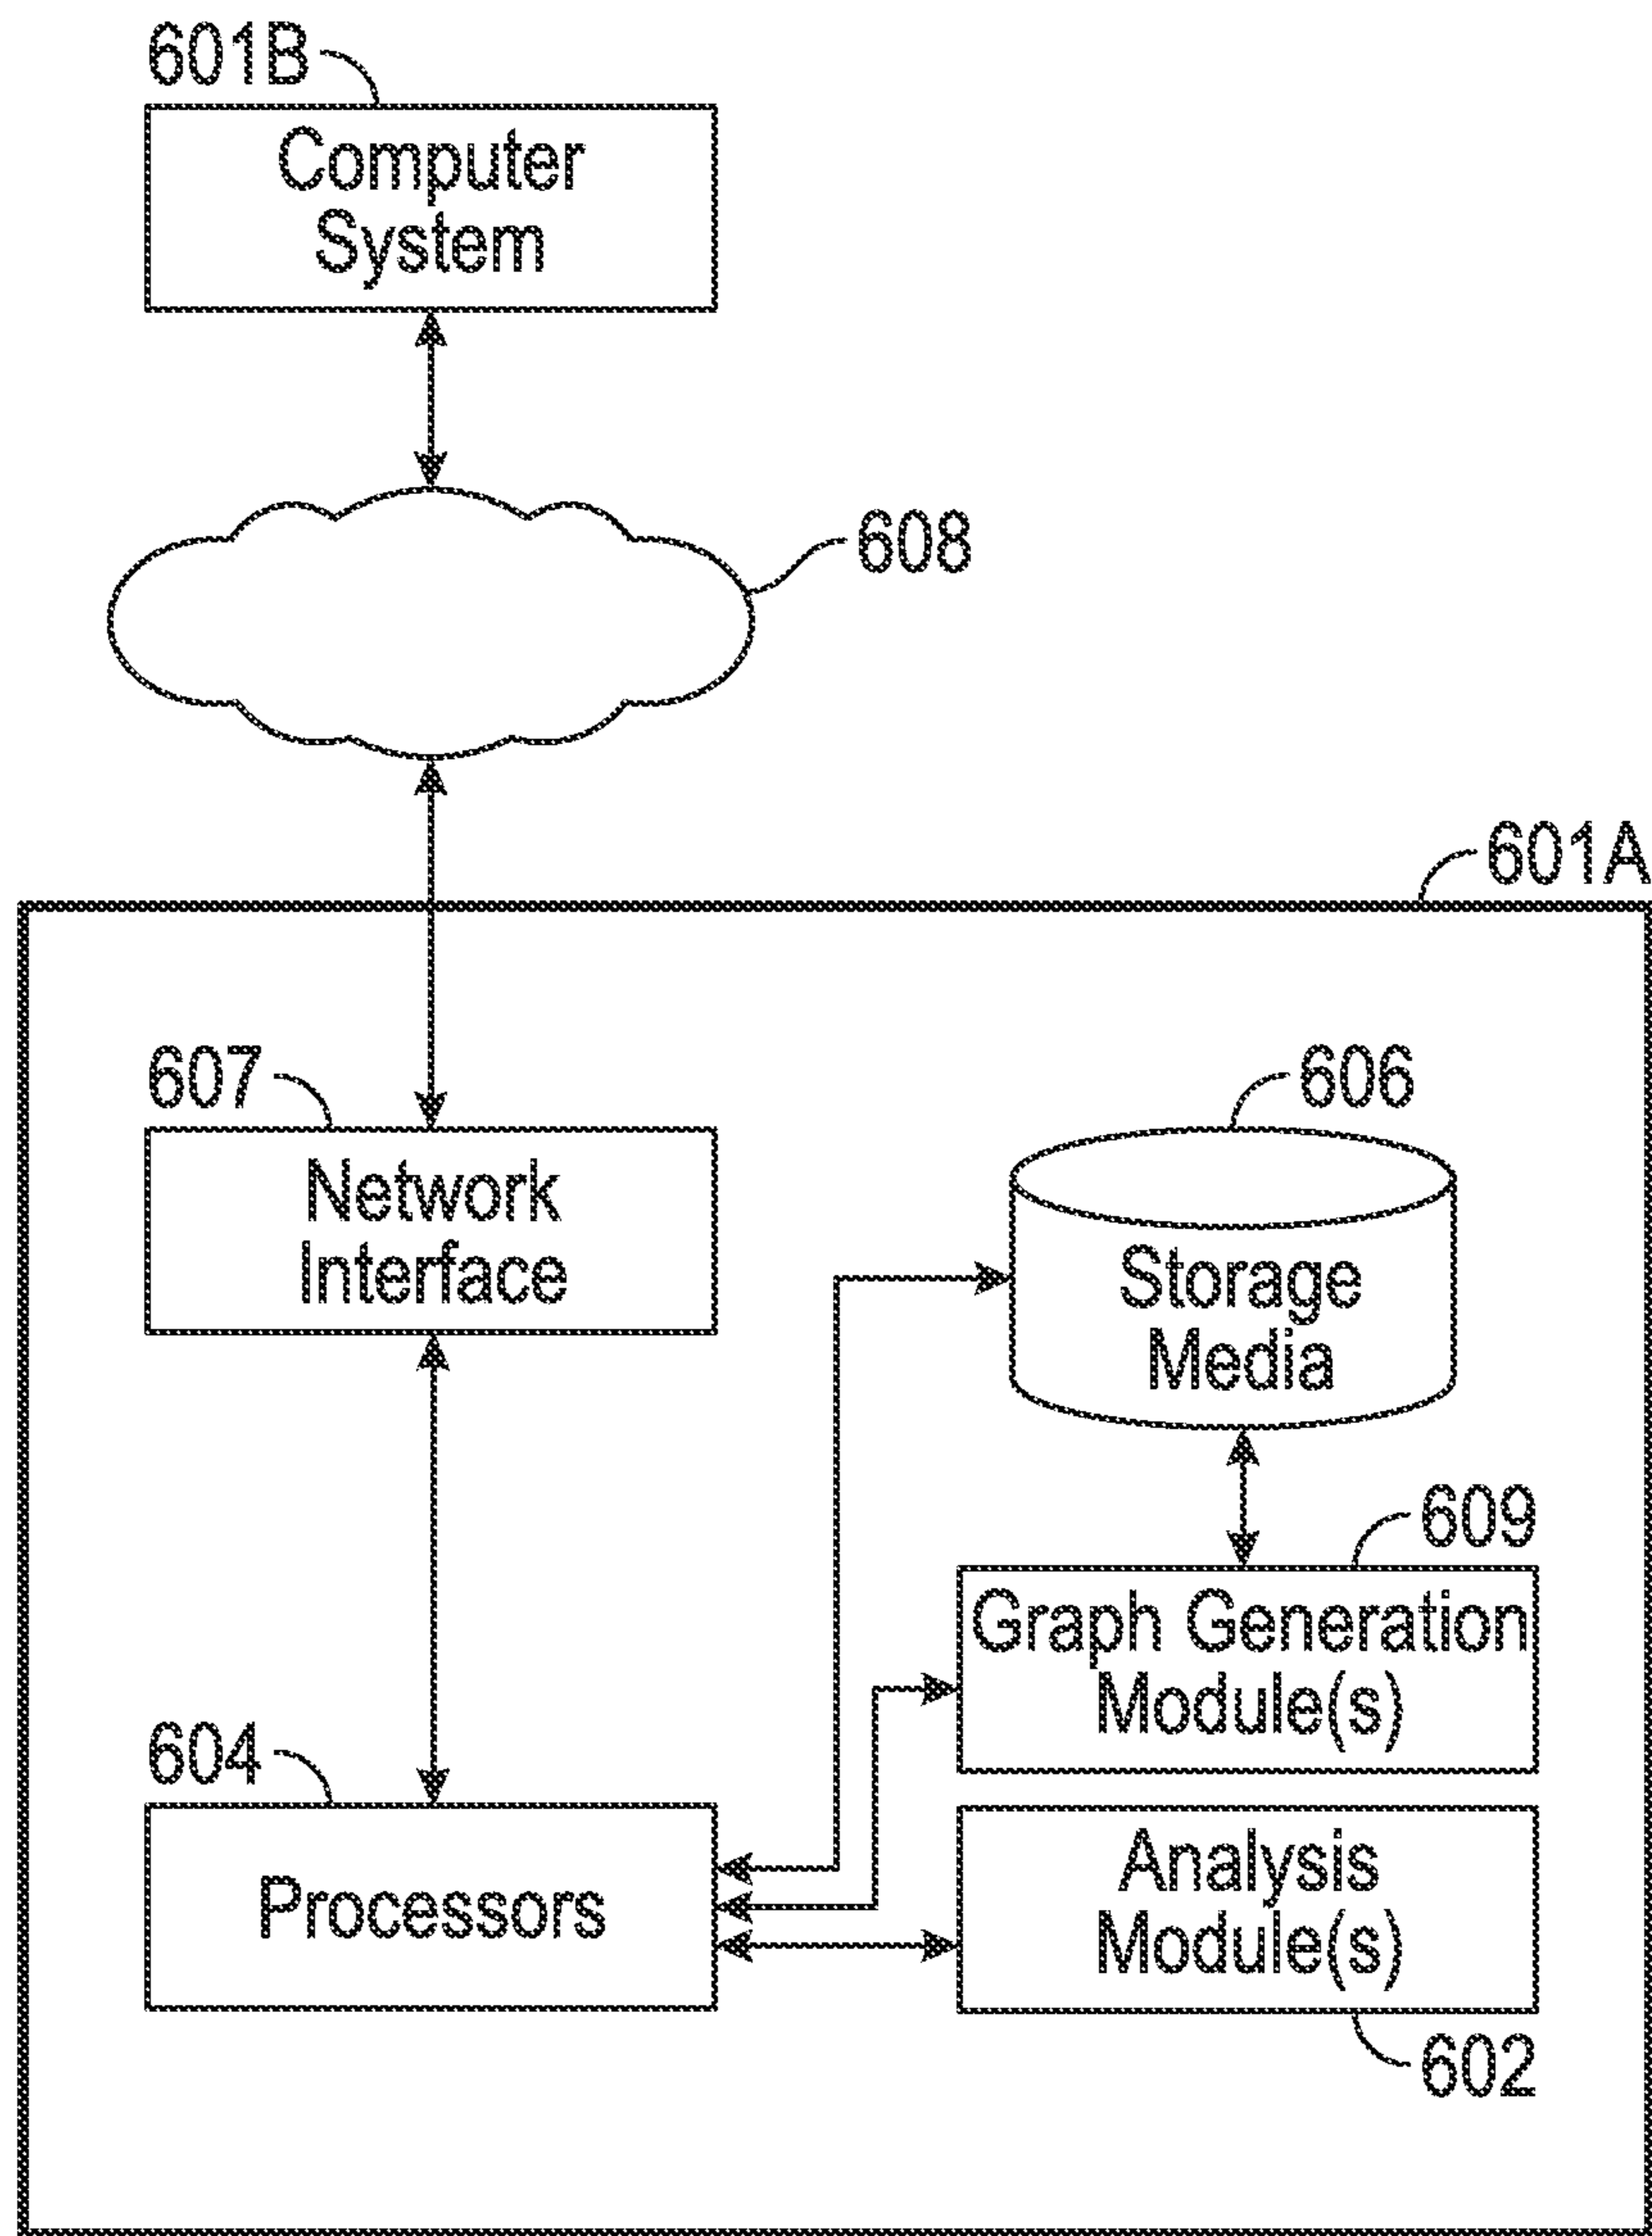 601B
Computer
System
608
601A
607
Network
Interface
606
Storage
Media
609
Graph Generation
Module(s)
604
Processors
Analysis
Module(s)
602